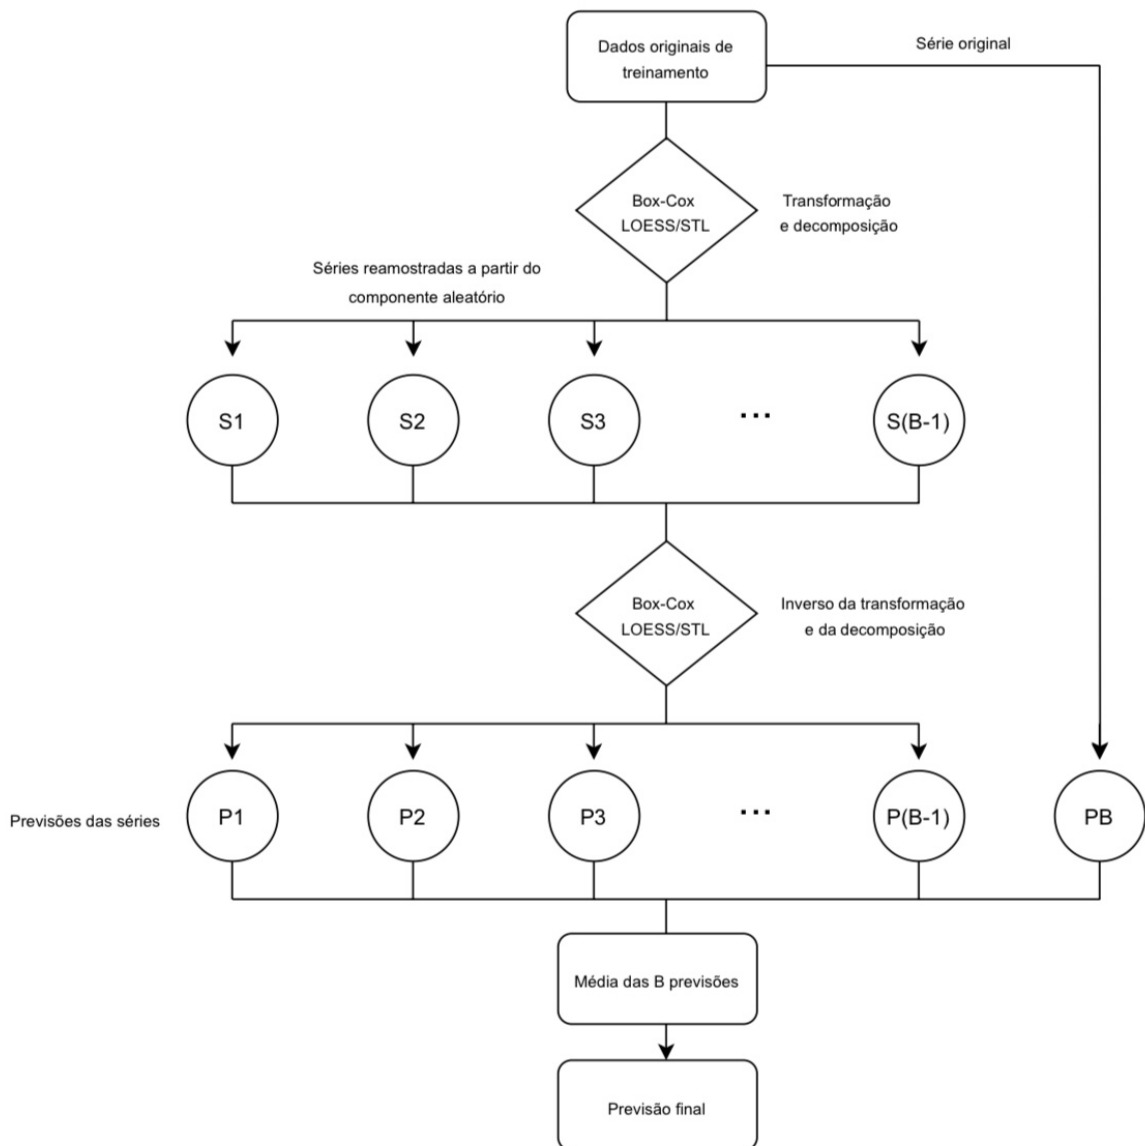 Dados originais de
treinamento
Série original
Box-Cox
LOESS/STL
Transformação
e decomposição
Séries reamostradas a partir do
componente aleatório
S1
S2
S3
...
S(B-1)
Box-Cox
LOESS/STL
Inverso da transformação
e da decomposição
Previsões das séries
P1
P2
P3
...
P(B-1)
PB
Média das B previsões
Previsão final